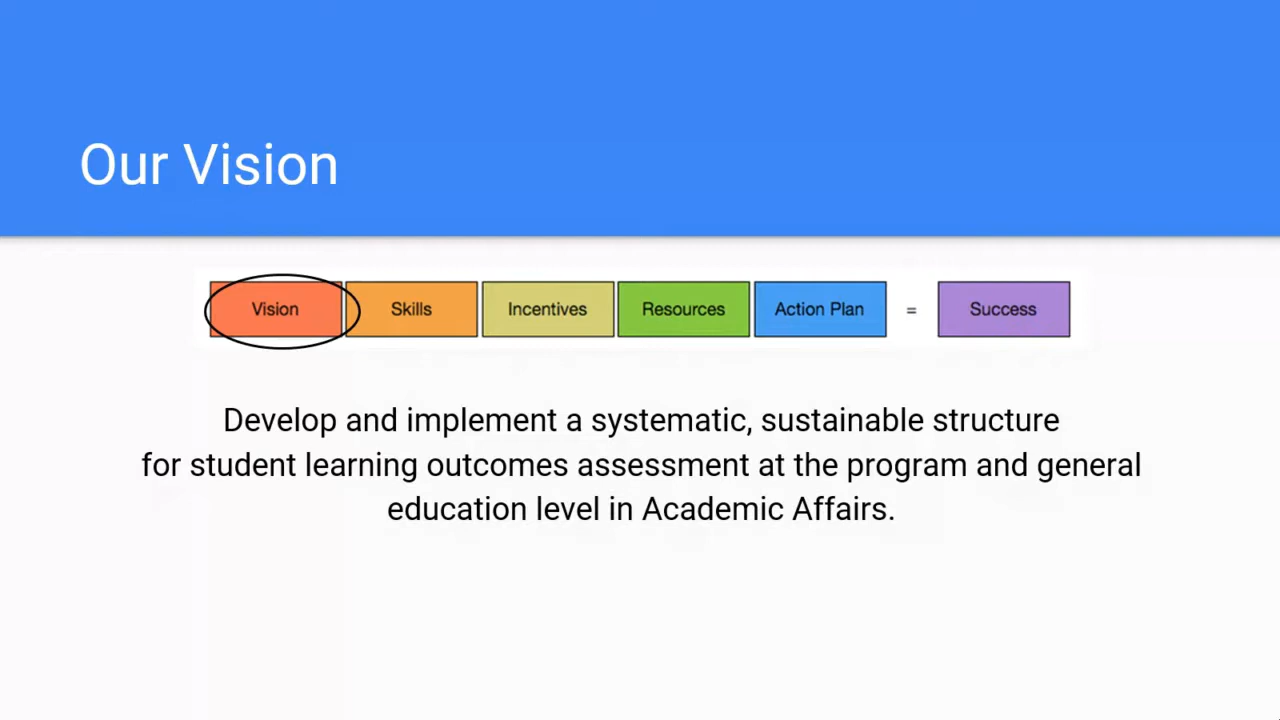 Our Vision
Vision Skills Incentives Resources Action Plan = Success
Develop and implement a systematic, sustainable structure
for student learning outcomes assessment at the program and general
education level in Academic Affairs.